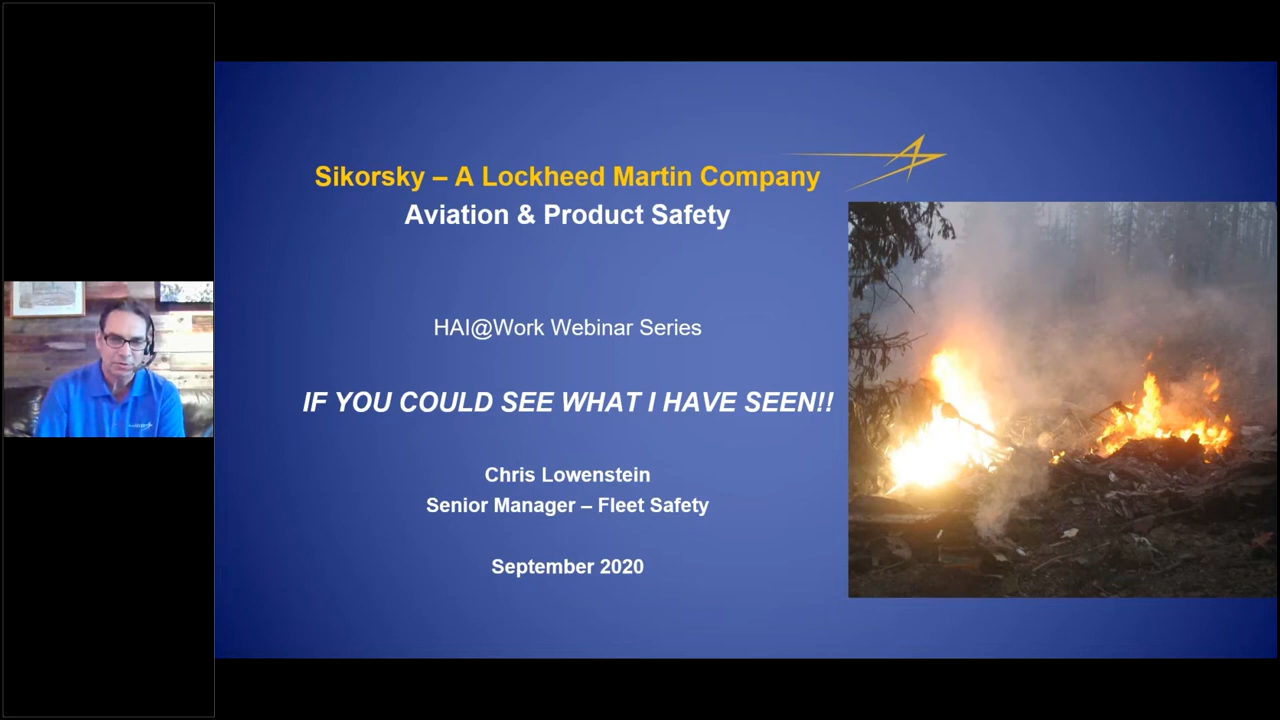 Sikorsky – A Lockheed Martin Company
Aviation & Product Safety
HAI@Work Webinar Series
IF YOU COULD SEE WHAT I HAVE SEEN!!
Chris Lowenstein
Senior Manager – Fleet Safety
September 2020